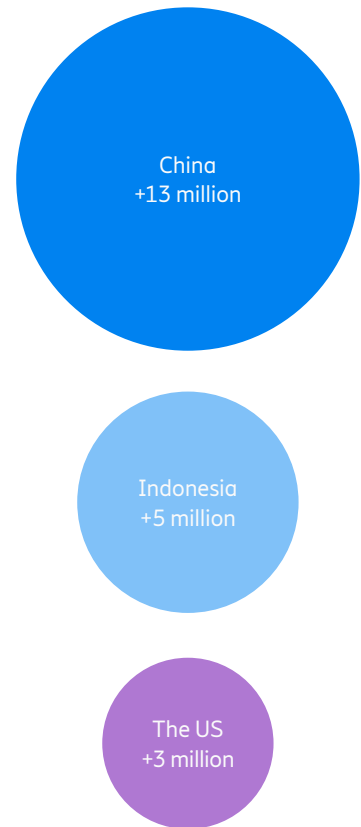 China
+13 million
Indonesia
+5 million
The US
+3 million